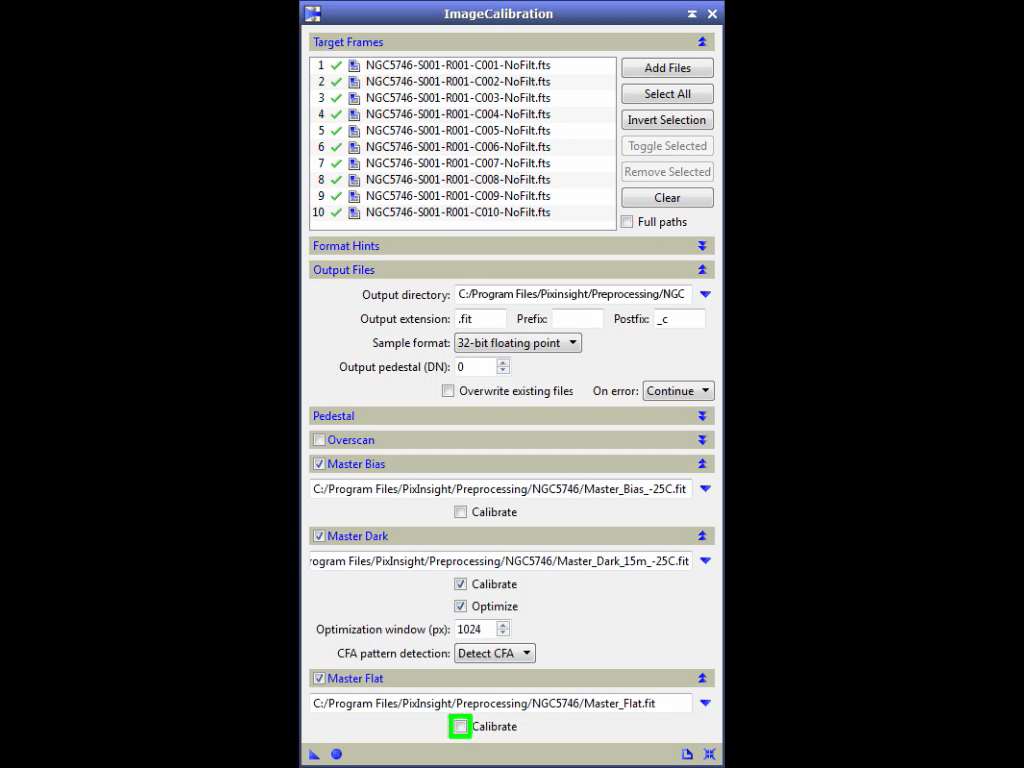 ImageCalibration
Target Frames
1 NGC5746-S001-R001-C001-NoFilt.fts
2 NGC5746-S001-R001-C002-NoFilt.fts
3 NGC5746-S001-R001-C003-NoFilt.fts
4 NGC5746-S001-R001-C004-NoFilt.fts
5 NGC5746-S001-R001-C005-NoFilt.fts
6 NGC5746-S001-R001-C006-NoFilt.fts
7 NGC5746-S001-R001-C007-NoFilt.fts
8 NGC5746-S001-R001-C008-NoFilt.fts
9 NGC5746-S001-R001-C009-NoFilt.fts
10 NGC5746-S001-R001-C010-NoFilt.fts
Add Files
Select All
Invert Selection
Toggle Selected
Remove Selected
Clear
Full paths
Format Hints
Output Files
Output directory: C:/Program Files/Pixinsight/Preprocessing/NGC
Output extension: .fit Prefix: Postfix: _c
Sample format: 32-bit floating point
Output pedestal (DN): 0
Overwrite existing files On error: Continue
Pedestal
Overscan
Master Bias
C:/Program Files/PixInsight/Preprocessing/NGC5746/Master_Bias_-25C.fit
Calibrate
Master Dark
rogram Files/PixInsight/Preprocessing/NGC5746/Master_Dark_15m_-25C.fit
Calibrate
Optimize
Optimization window (px): 1024
CFA pattern detection: Detect CFA
Master Flat
C:/Program Files/PixInsight/Preprocessing/NGC5746/Master_Flat.fit
Calibrate